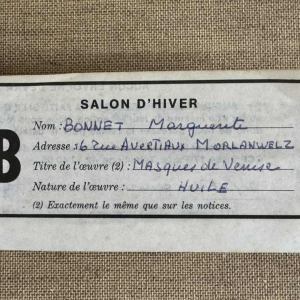 SALON D'HIVER
B
Nom : BONNET Marguerite
Adresse : 6 rue AVERTIAUX MORLANWELZ
Titre de l'œuvre (2) : MASQUES de Venise
Nature de l'œuvre : HUILE
(2) Exactement le même que sur les notices.